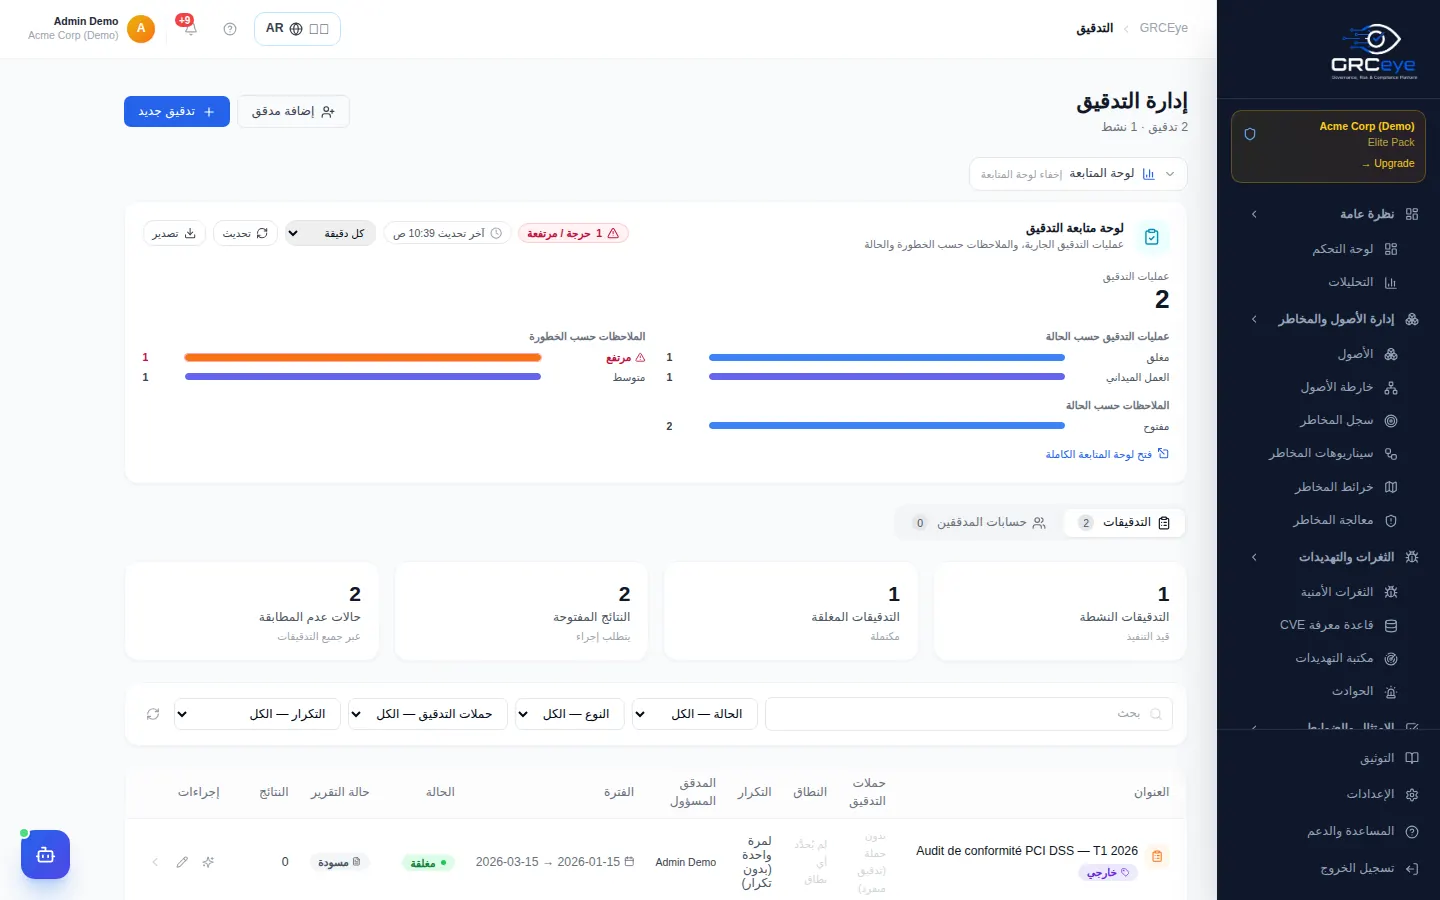 GRCeye
Governance, Risk & Compliance Platform
Acme Corp (Demo)
Elite Pack
Upgrade →
نظرة عامة
لوحة التحكم
التحليلات
إدارة الأصول والمخاطر
الأصول
خارطة الأصول
سجل المخاطر
سيناريوهات المخاطر
خرائط المخاطر
معالجة المخاطر
الثغرات والتهديدات
الثغرات الأمنية
قاعدة معرفة CVE
مكتبة التهديدات
الحوادث
الامتثال والضوابط
التوثيق
الإعدادات
المساعدة والدعم
تسجيل الخروج
GRCEye
التدقيق
AR
+9
A
Admin Demo
Acme Corp (Demo)
إدارة التدقيق
2 تدقيق · 1 نشط
إضافة مدقق
تدقيق جديد
لوحة المتابعة إخفاء لوحة المتابعة
لوحة متابعة التدقيق
عمليات التدقيق الجارية، والملاحظات حسب الخطورة والحالة
1 حرجة / مرتفعة
آخر تحديث 10:39 ص
كل دقيقة
تحديث
تصدير
عمليات التدقيق
2
عمليات التدقيق حسب الحالة
مغلق 1
العمل الميداني 1
الملاحظات حسب الخطورة
مرتفع 1
متوسط 1
الملاحظات حسب الحالة
مفتوح 2
فتح لوحة المتابعة الكاملة
التدقيقات 2
حسابات المدققين 0
1
التدقيقات النشطة
قيد التنفيذ
1
التدقيقات المغلقة
مكتملة
2
النتائج المفتوحة
يتطلب إجراء
2
حالات عدم المطابقة
عبر جميع التدقيقات
بحث
الحالة — الكل
النوع — الكل
حملات التدقيق — الكل
التكرار — الكل
العنوان
حملات
التدقيق
النطاق
التكرار
المدقق
المسؤول
الفترة
الحالة
حالة التقرير
النتائج
إجراءات
Audit de conformité PCI DSS — T1 2026
خارجي
بدون
حملة
(تدقيق
منفرد)
لم يُحدَّد
أي
نطاق
لمرة
واحدة
(بدون
تكرار)
Admin Demo
2026-01-15 → 2026-03-15
مغلقة
مسودة
0